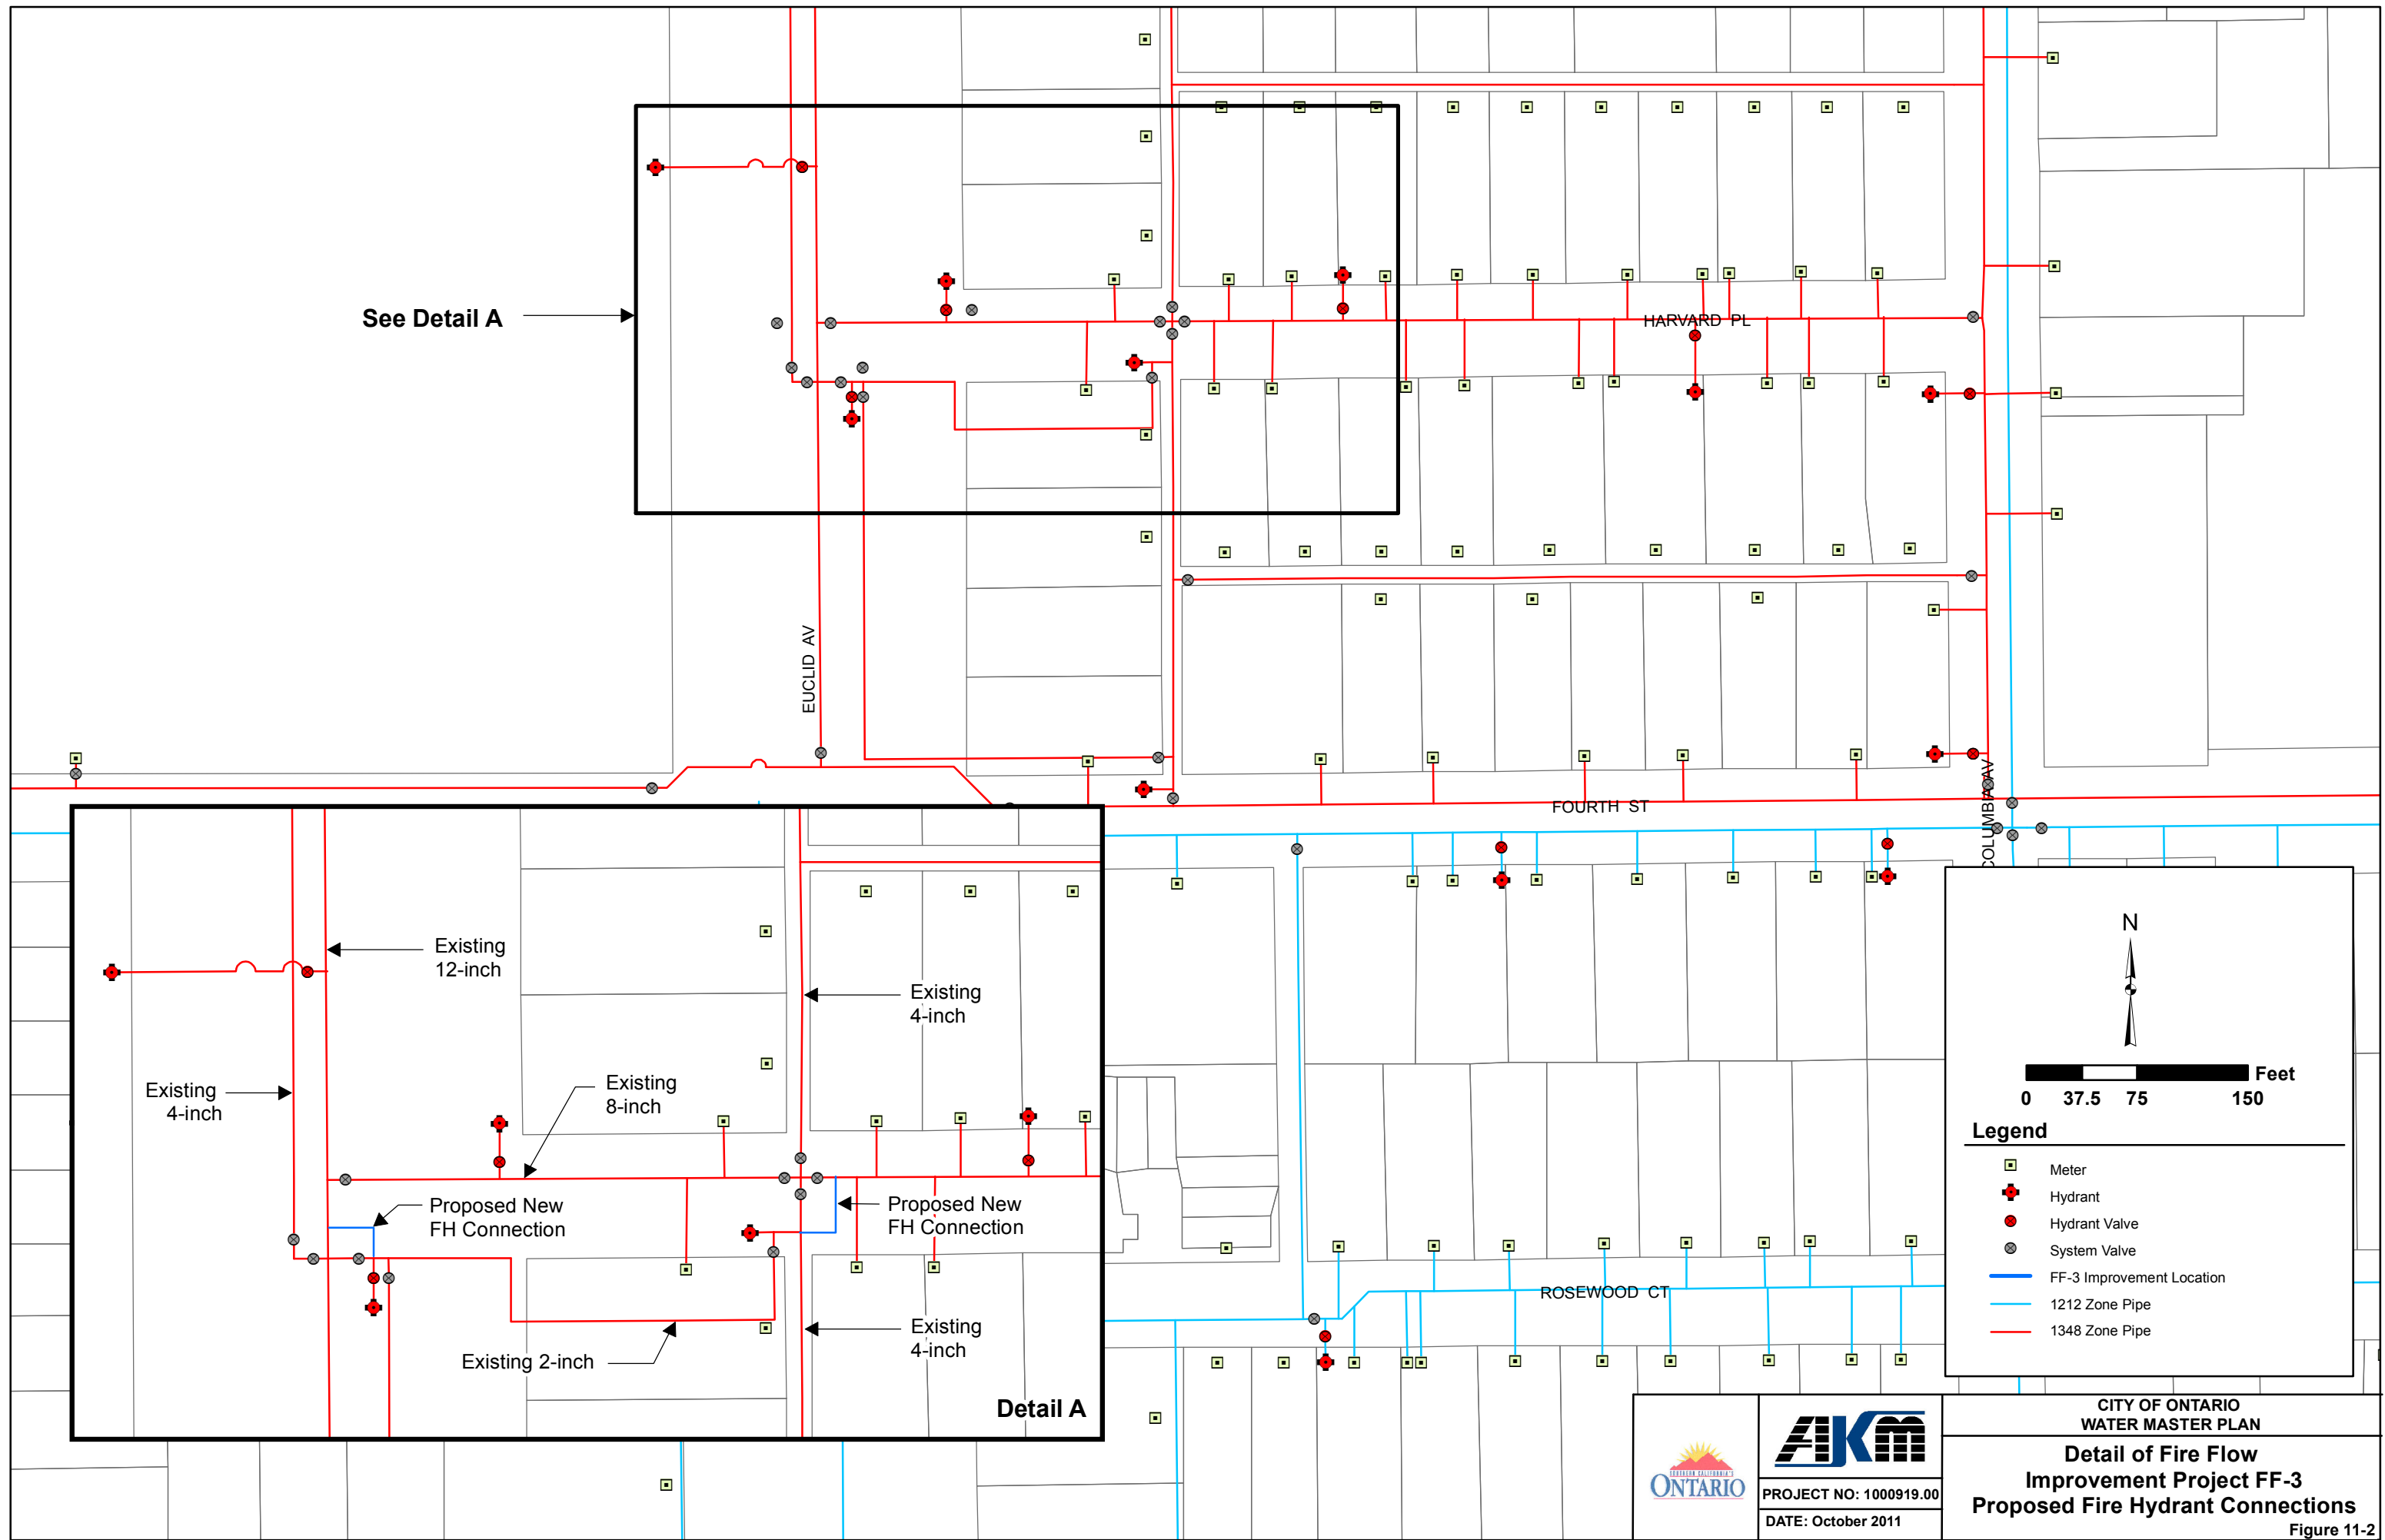 See Detail A
HARVARD PL
EUCLID AV
FOURTH ST
COLUMBIA AV
ROSEWOOD CT
Existing
12-inch
Existing
4-inch
Existing
4-inch
Existing
8-inch
Proposed New
FH Connection
Proposed New
FH Connection
Existing
4-inch
Existing 2-inch
Detail A
N
Feet
0 37.5 75 150
Legend
Meter
Hydrant
Hydrant Valve
System Valve
FF-3 Improvement Location
1212 Zone Pipe
1348 Zone Pipe
SOUTHERN CALIFORNIA'S
ONTARIO
AKM
PROJECT NO: 1000919.00
DATE: October 2011
CITY OF ONTARIO
WATER MASTER PLAN
Detail of Fire Flow
Improvement Project FF-3
Proposed Fire Hydrant Connections
Figure 11-2